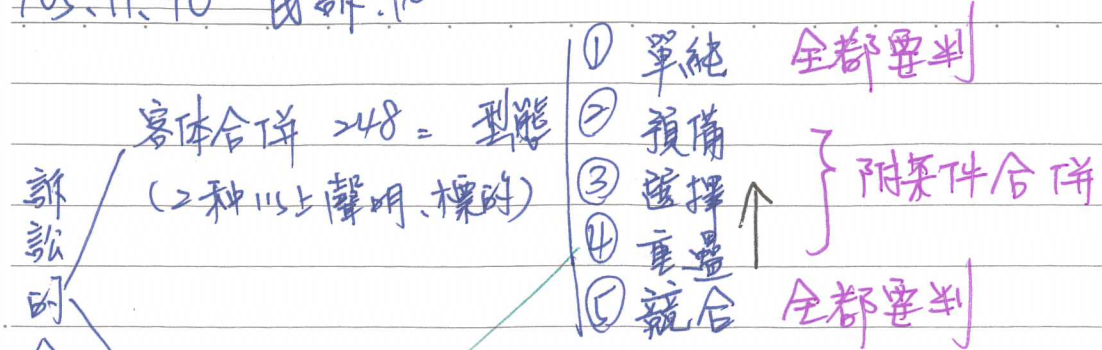 客体合併 248 = 型態
(2种以上聲明、標的)
訴訟的
① 單純 全都要判
② 預備
③ 選擇
④ 重疊
附条件合併
⑤ 競合 全都要判